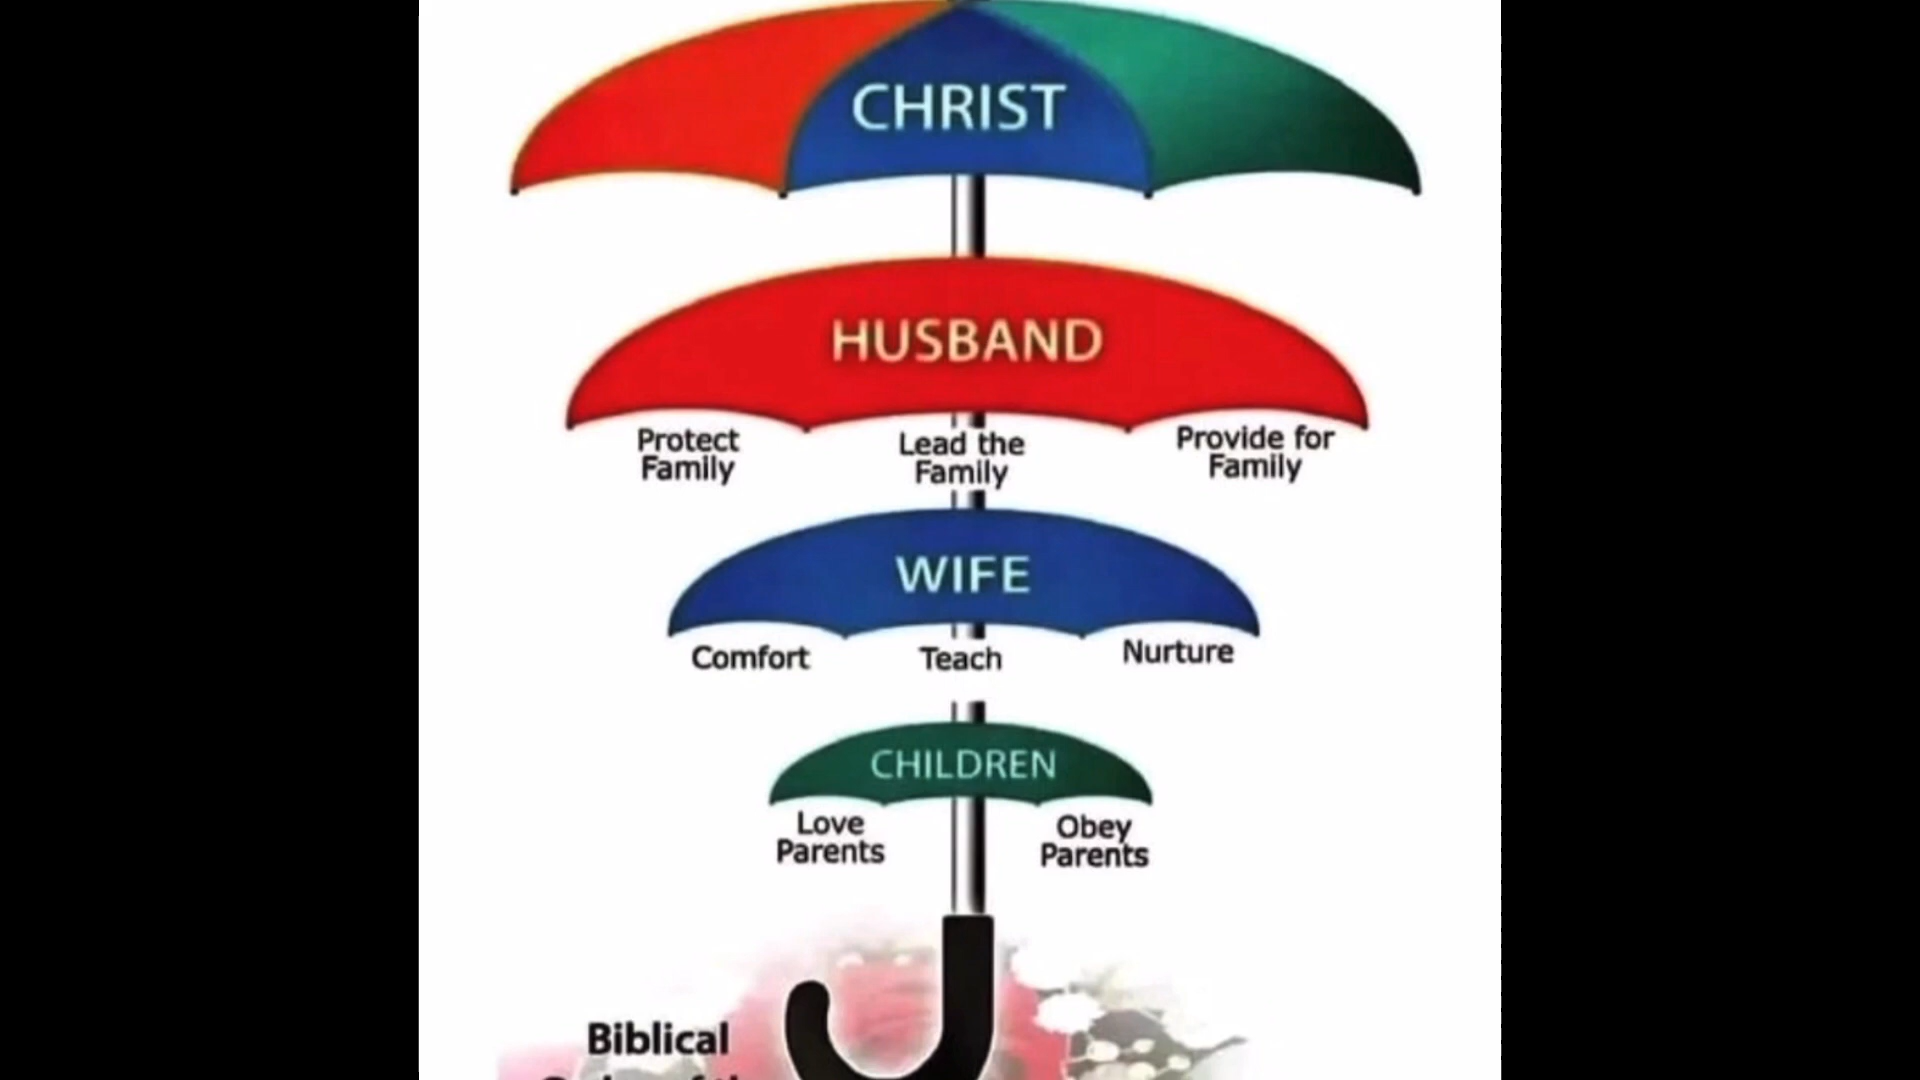 CHRIST
HUSBAND
Protect
Family
Lead the
Family
Provide for
Family
WIFE
Comfort
Teach
Nurture
CHILDREN
Love
Parents
Obey
Parents
Biblical